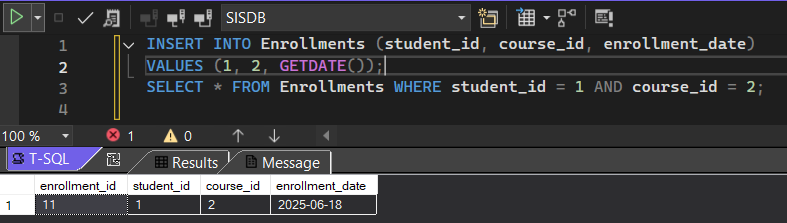 SISDB
1 INSERT INTO Enrollments (student_id, course_id, enrollment_date)
2 VALUES (1, 2, GETDATE());
3 SELECT * FROM Enrollments WHERE student_id = 1 AND course_id = 2;
4
100 % 1 0
T-SQL Results Message
enrollment_id student_id course_id enrollment_date
1 11 1 2 2025-06-18